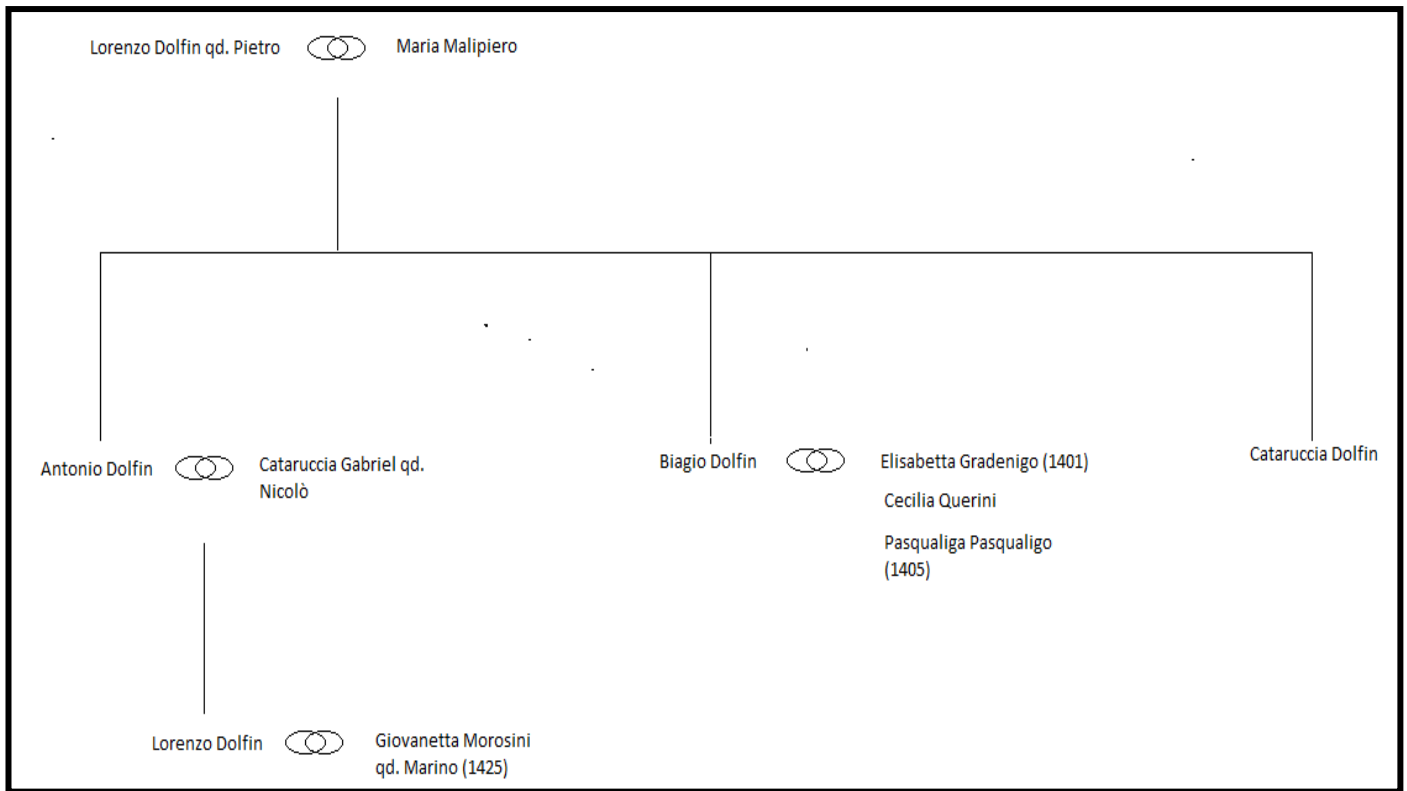 Lorenzo Dolfin qd. Pietro
Maria Malipiero
Antonio Dolfin
Cataruccia Gabriel qd.
Nicolò
Biagio Dolfin
Elisabetta Gradenigo (1401)
Cecilia Querini
Pasqualiga Pasqualigo
(1405)
Cataruccia Dolfin
Lorenzo Dolfin
Giovanetta Morosini
qd. Marino (1425)